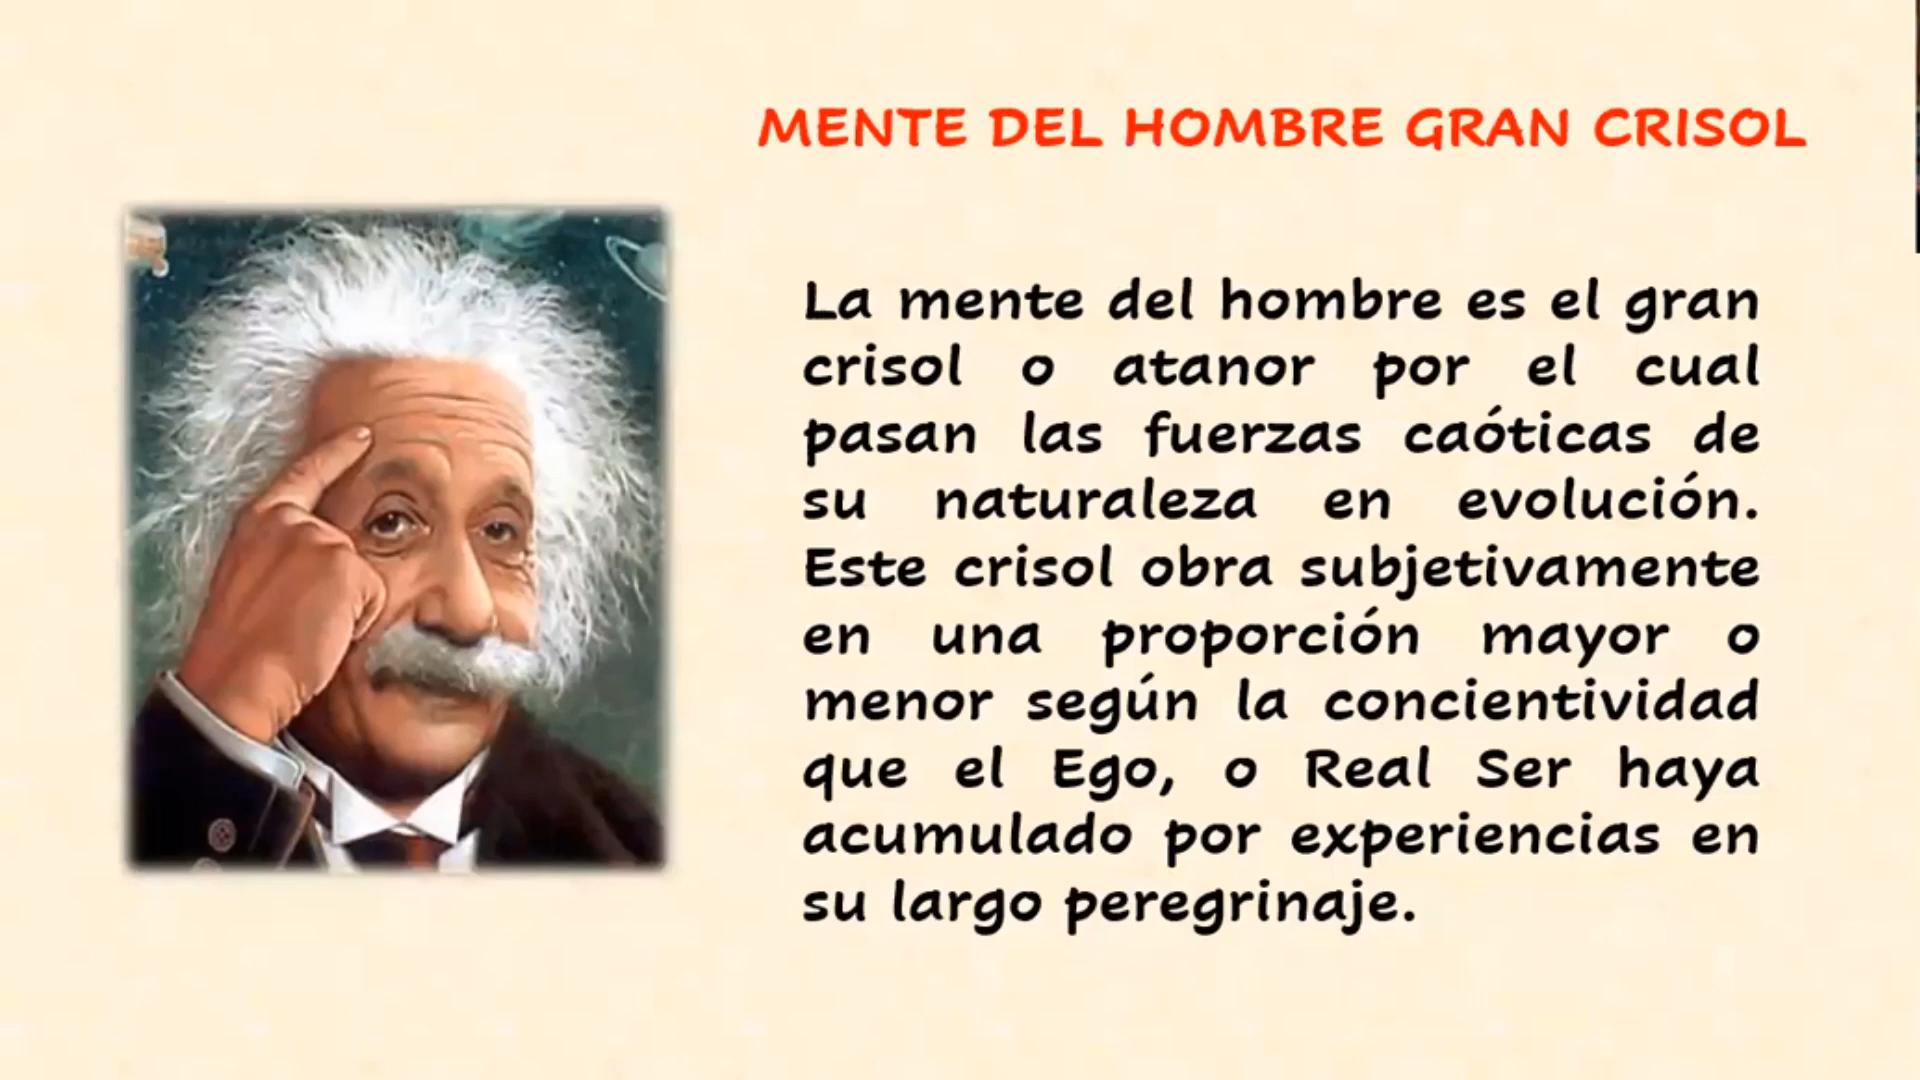 MENTE DEL HOMBRE GRAN CRISOL
La mente del hombre es el gran
crisol o atanor por el cual
pasan las fuerzas caóticas de
su naturaleza en evolución.
Este crisol obra subjetivamente
en una proporción mayor o
menor según la concientividad
que el Ego, o Real Ser haya
acumulado por experiencias en
su largo peregrinaje.